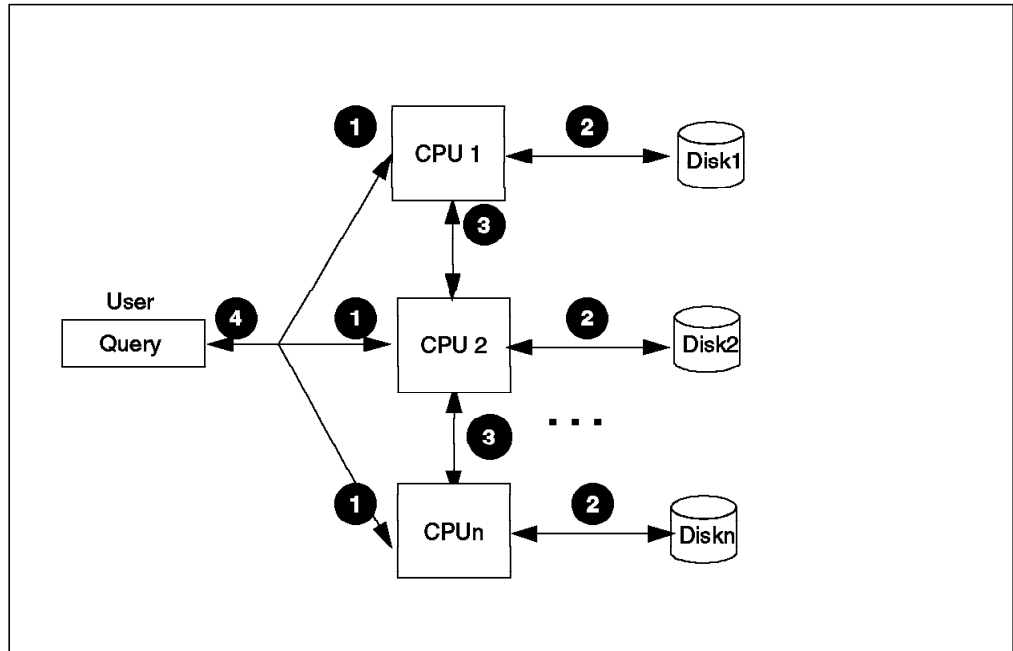 1
CPU 1
2
Disk1
3
User
Query
4
1
CPU 2
2
Disk2
3
...
1
CPUn
2
Diskn